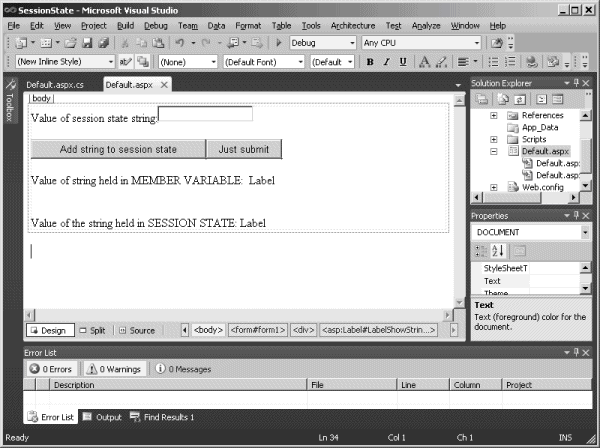 SessionState - Microsoft Visual Studio
File Edit View Project Build Debug Team Data Format Table Tools Architecture Test Analyze Window Help
Debug Any CPU
(New Inline Style) (None) (Default Font) (Default B I U A
Toolbox
Default.aspx.cs Default.aspx
body
Value of session state string:
Add string to session state Just submit
Value of string held in MEMBER VARIABLE: Label
Value of the string held in SESSION STATE: Label
Design Split Source <body> <form#form1> <div> <asp:Label#LabelShowStrin...>
Solution Explorer
References
App_Data
Scripts
Default.aspx
Default.asp:
Default.asp:
Web.config
Properties
DOCUMENT
StyleSheetT
Text
Theme
Text
Text (foreground) color for the
document.
Error List
0 Errors 0 Warnings 0 Messages
Description File Line Column Project
Error List Output Find Results 1
Ready Ln 34 Col 1 Ch 1 INS